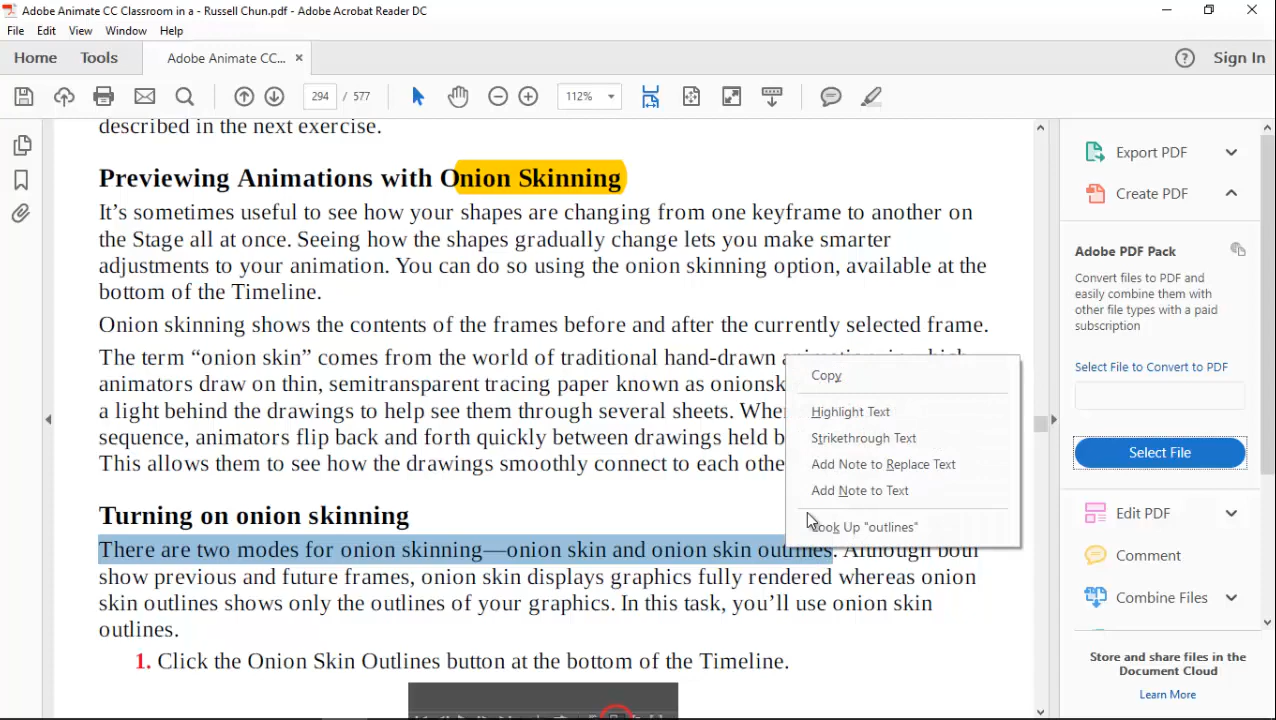 Adobe Animate CC Classroom in a - Russell Chun.pdf - Adobe Acrobat Reader DC
File Edit View Window Help
Home Tools Adobe Animate CC... × Sign In
294 / 577 112%
described in the next exercise.
Previewing Animations with Onion Skinning
It’s sometimes useful to see how your shapes are changing from one keyframe to another on
the Stage all at once. Seeing how the shapes gradually change lets you make smarter
adjustments to your animation. You can do so using the onion skinning option, available at the
bottom of the Timeline.
Onion skinning shows the contents of the frames before and after the currently selected frame.
The term “onion skin” comes from the world of traditional hand-drawn
animators draw on thin, semitransparent tracing paper known as onionsk
a light behind the drawings to help see them through several sheets. Whe
sequence, animators flip back and forth quickly between drawings held b
This allows them to see how the drawings smoothly connect to each othe
Turning on onion skinning
There are two modes for onion skinning—onion skin and onion skin outlines. Although both
show previous and future frames, onion skin displays graphics fully rendered whereas onion
skin outlines shows only the outlines of your graphics. In this task, you’ll use onion skin
outlines.
1. Click the Onion Skin Outlines button at the bottom of the Timeline.
Copy
Highlight Text
Strikethrough Text
Add Note to Replace Text
Add Note to Text
Look Up "outlines"
Export PDF
Create PDF
Adobe PDF Pack
Convert files to PDF and
easily combine them with
other file types with a paid
subscription
Select File to Convert to PDF
Select File
Edit PDF
Comment
Combine Files
Store and share files in the
Document Cloud
Learn More